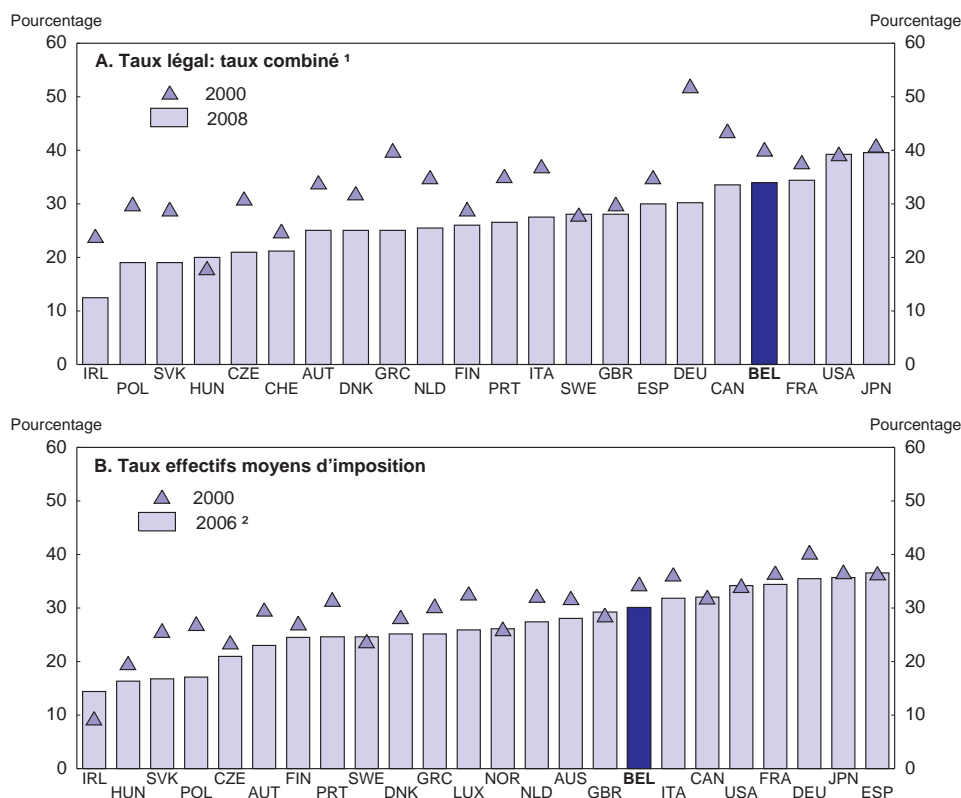 Pourcentage Pourcentage
60 60
A. Taux légal: taux combiné ¹
50 2000 50
2008
40 40
30 30
20 20
10 10
0 0
IRL SVK CZE AUT GRC FIN ITA GBR DEU BEL USA
POL HUN CHE DNK NLD PRT SWE ESP CAN FRA JPN
Pourcentage Pourcentage
60 60
B. Taux effectifs moyens d’imposition
50 2000 50
2006 ²
40 40
30 30
20 20
10 10
0 0
IRL SVK CZE FIN SWE GRC NOR AUS BEL CAN FRA JPN
HUN POL AUT PRT DNK LUX NLD GBR ITA USA DEU ESP